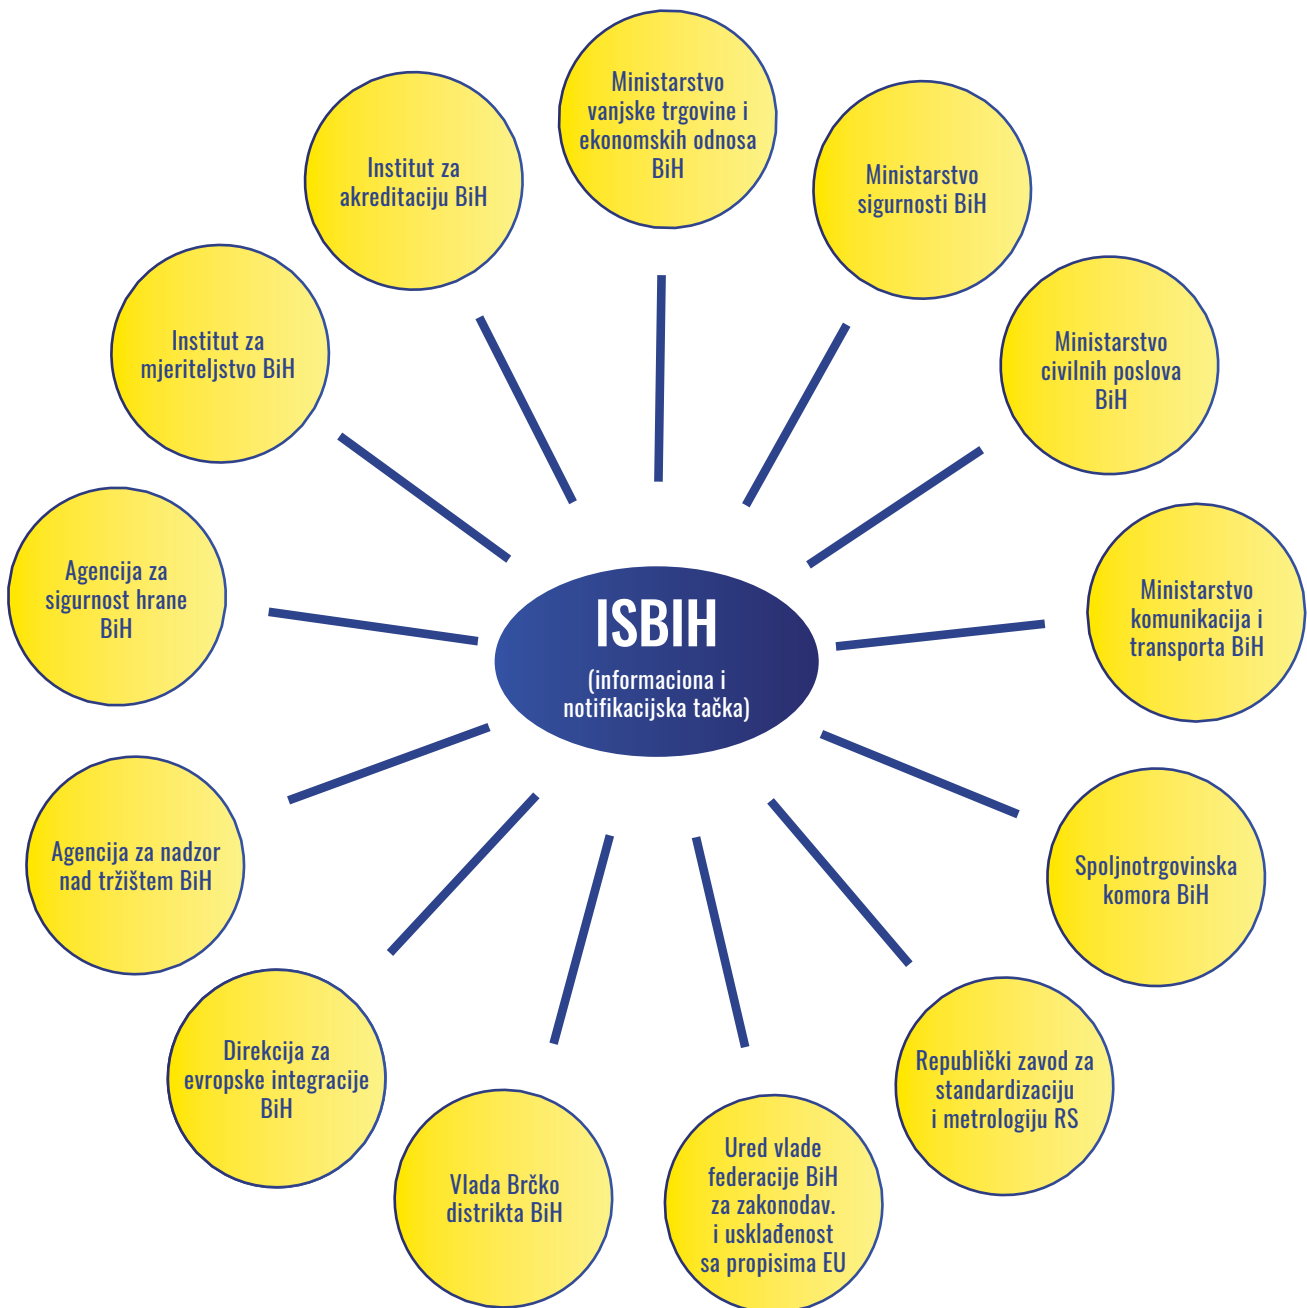 Ministarstvo
vanjske trgovine i
ekonomskih odnosa
BiH
Ministarstvo
sigurnosti BiH
Ministarstvo
civilnih poslova
BiH
Ministarstvo
komunikacija i
transporta BiH
Spoljnotrgovinska
komora BiH
Republički zavod za
standardizaciju
i metrologiju RS
Ured vlade
federacije BiH
za zakonodav.
i usklađenost
sa propisima EU
Vlada Brčko
distrikta BiH
Direkcija za
evropske integracije
BiH
Agencija za nadzor
nad tržištem BiH
Agencija za
sigurnost hrane
BiH
Institut za
mjeriteljstvo BiH
Institut za
akreditaciju BiH
ISBIH
(informaciona i
notifikacijska tačka)